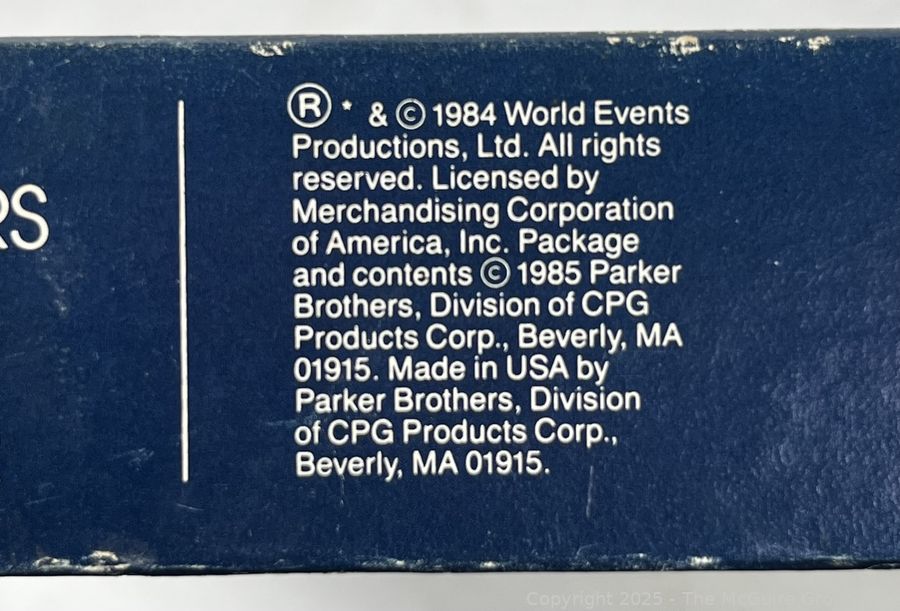 RS
® * & © 1984 World Events
Productions, Ltd. All rights
reserved. Licensed by
Merchandising Corporation
of America, Inc. Package
and contents © 1985 Parker
Brothers, Division of CPG
Products Corp., Beverly, MA
01915. Made in USA by
Parker Brothers, Division
of CPG Products Corp.,
Beverly, MA 01915.
Copyright 2025 - The McGuire